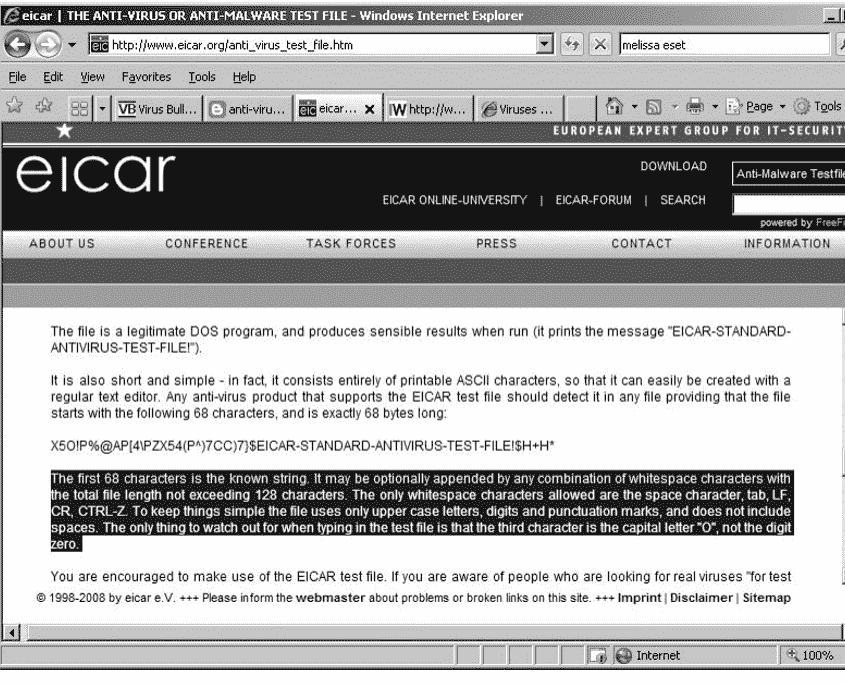 eicar | THE ANTI-VIRUS OR ANTI-MALWARE TEST FILE - Windows Internet Explorer
eic http://www.eicar.org/anti_virus_test_file.htm melissa eset
File Edit View Favorites Tools Help
VB Virus Bull... anti-viru... eic eicar... X W http://w... Viruses ... Page Tools
EUROPEAN EXPERT GROUP FOR IT-SECURITY
eicar
DOWNLOAD Anti-Malware Testfile
EICAR ONLINE-UNIVERSITY | EICAR-FORUM | SEARCH
powered by FreeFi
ABOUT US CONFERENCE TASK FORCES PRESS CONTACT INFORMATION
The file is a legitimate DOS program, and produces sensible results when run (it prints the message "EICAR-STANDARD-
ANTIVIRUS-TEST-FILE!").
It is also short and simple - in fact, it consists entirely of printable ASCII characters, so that it can easily be created with a
regular text editor. Any anti-virus product that supports the EICAR test file should detect it in any file providing that the file
starts with the following 68 characters, and is exactly 68 bytes long:
X5O!P%@AP[4\PZX54(P^)7CC)7}$EICAR-STANDARD-ANTIVIRUS-TEST-FILE!$H+H*
The first 68 characters is the known string. It may be optionally appended by any combination of whitespace characters with
the total file length not exceeding 128 characters. The only whitespace characters allowed are the space character, tab, LF,
CR, CTRL-Z. To keep things simple the file uses only upper case letters, digits and punctuation marks, and does not include
spaces. The only thing to watch out for when typing in the test file is that the third character is the capital letter "O", not the digit
zero.
You are encouraged to make use of the EICAR test file. If you are aware of people who are looking for real viruses "for test
© 1998-2008 by eicar e.V. +++ Please inform the webmaster about problems or broken links on this site. +++ Imprint | Disclaimer | Sitemap
Internet 100%